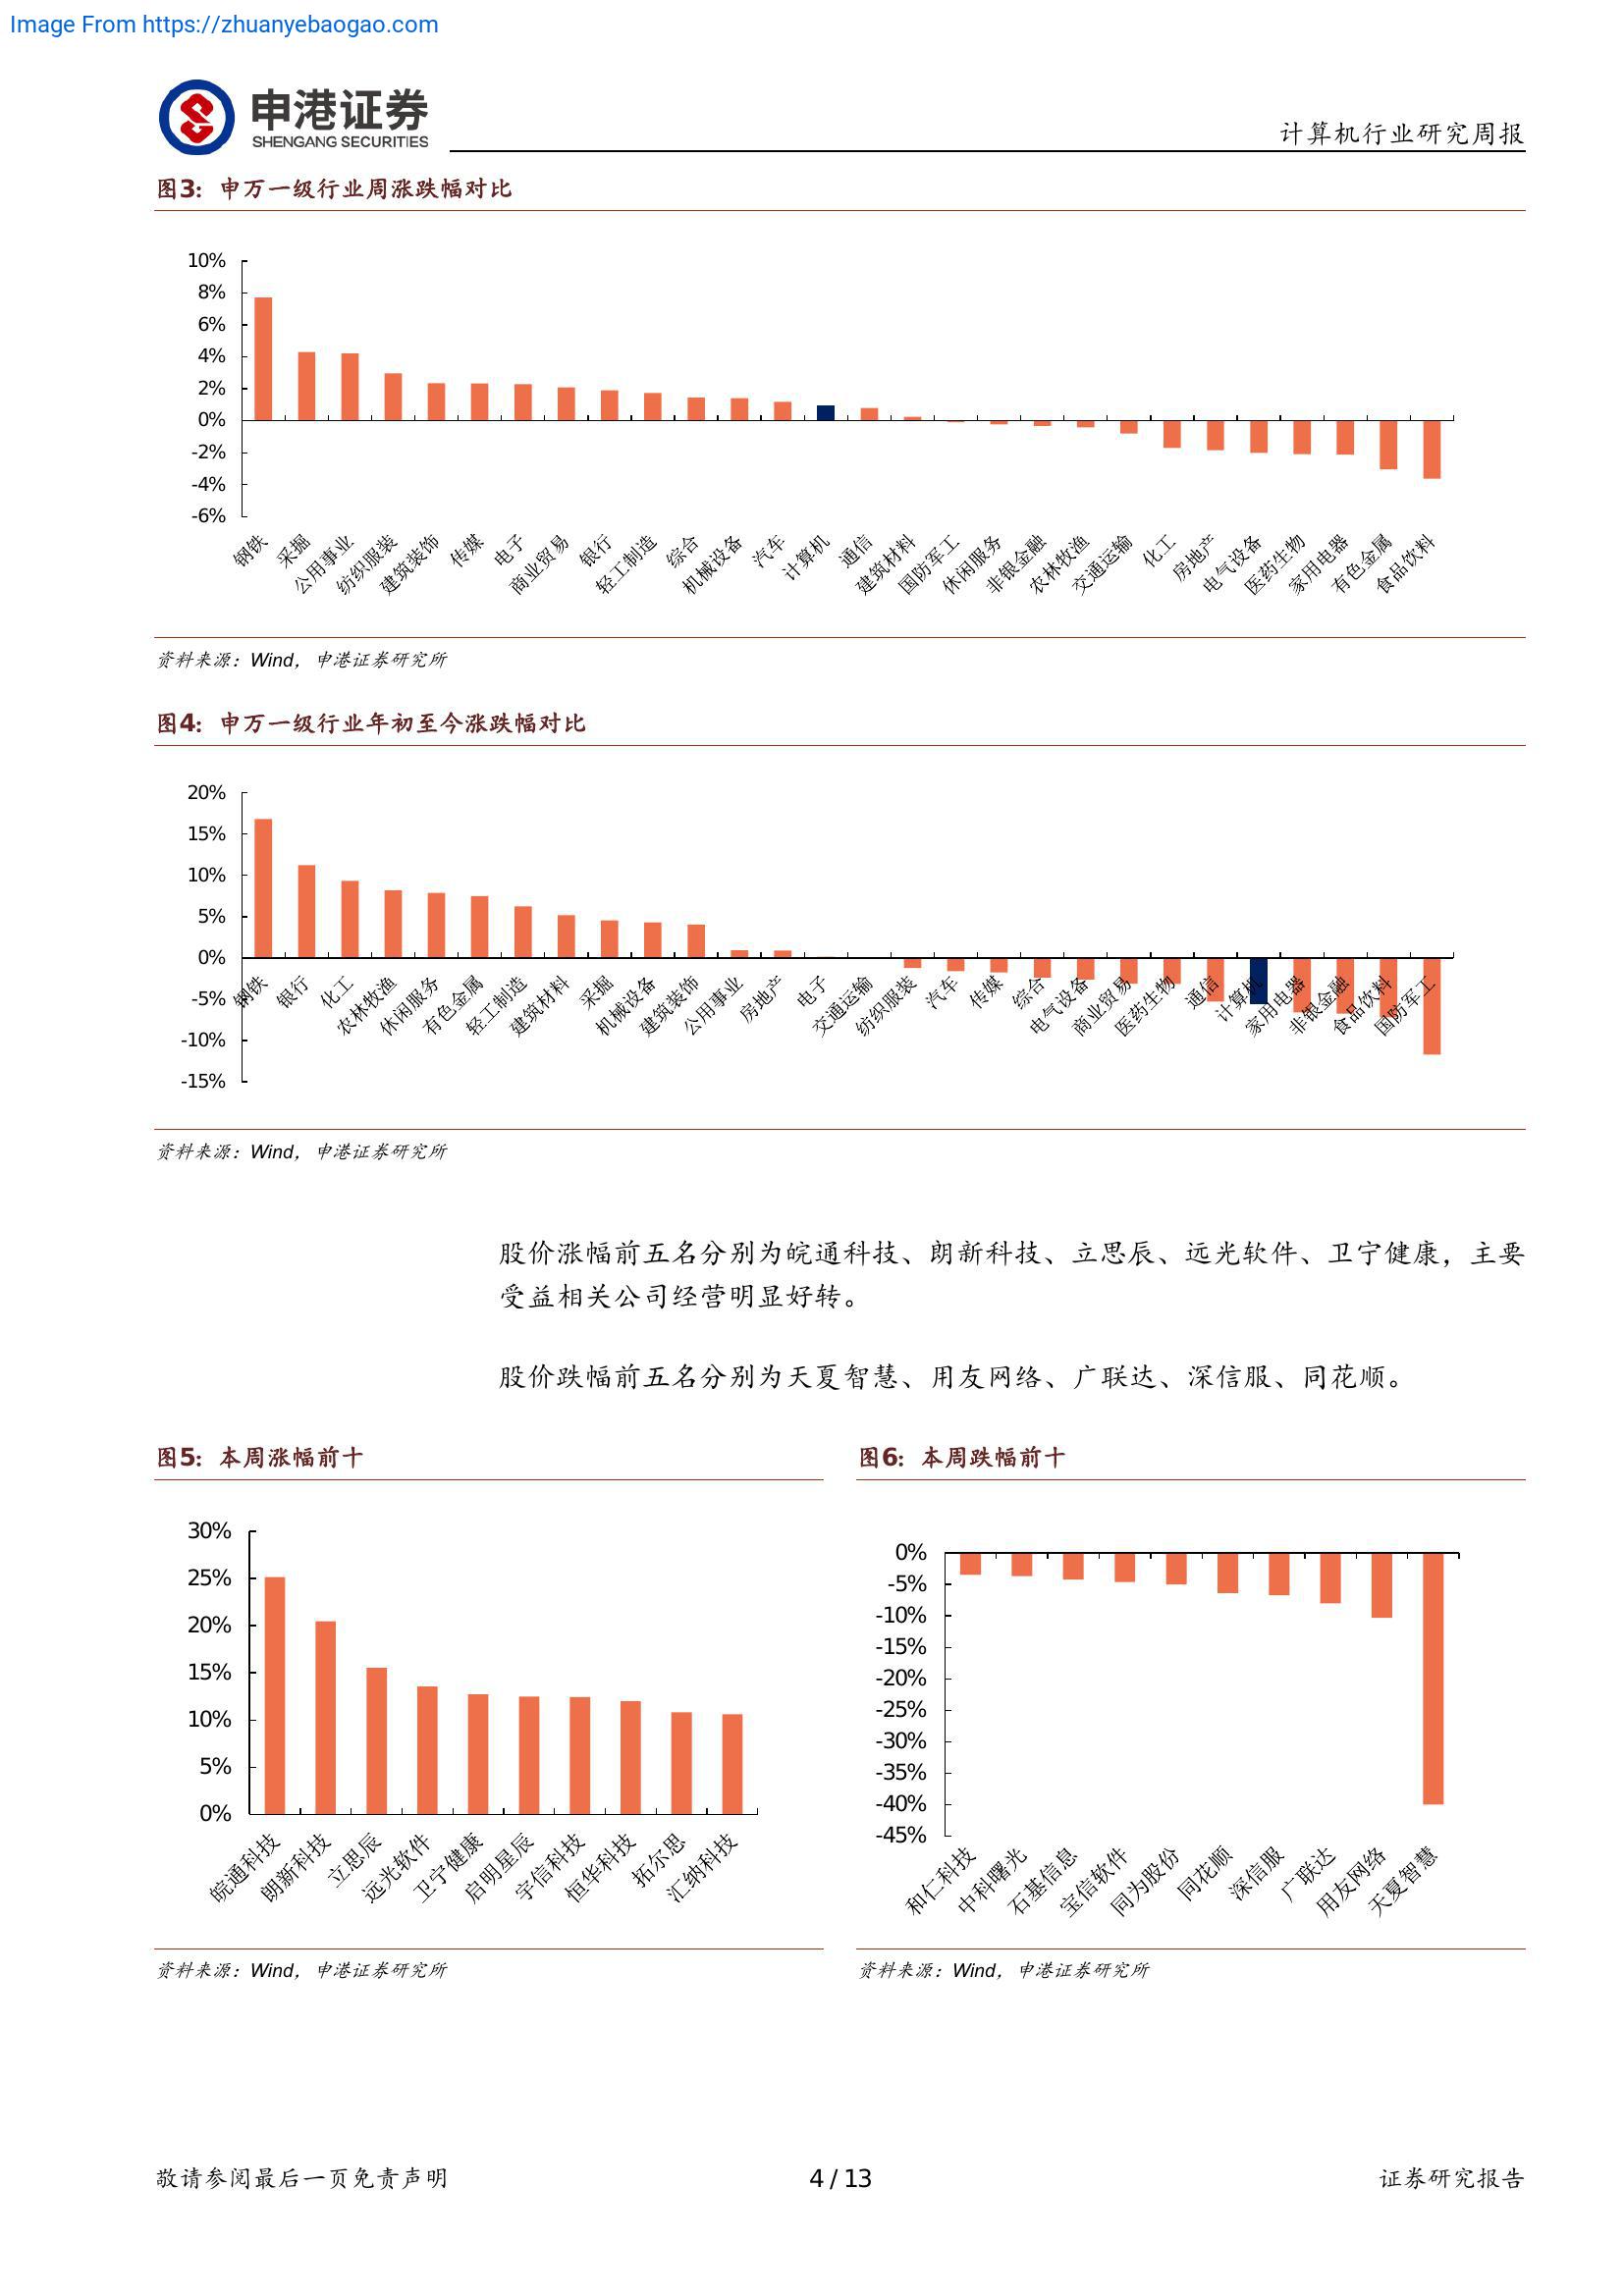 Image From https://zhuanyebaogao.com
申港证券
SHENGANG SECURITIES
计算机行业研究周报
图3：申万一级行业周涨跌幅对比
10%
8%
6%
4%
2%
0%
-2%
-4%
-6%
钢铁 采掘 公用事业 纺织服装 建筑装饰 传媒 电子 商业贸易 银行 轻工制造 综合 机械设备 汽车 计算机 通信 建筑材料 国防军工 休闲服务 非银金融 农林牧渔 交通运输 化工 房地产 电气设备 医药生物 家用电器 有色金属 食品饮料
资料来源：Wind，申港证券研究所
图4：申万一级行业年初至今涨跌幅对比
20%
15%
10%
5%
0%
-5%
-10%
-15%
钢铁 银行 化工 农林牧渔 休闲服务 有色金属 轻工制造 建筑材料 采掘 机械设备 建筑装饰 公用事业 房地产 电子 交通运输 纺织服装 汽车 传媒 综合 电气设备 商业贸易 医药生物 通信 计算机 家用电器 非银金融 食品饮料 国防军工
资料来源：Wind，申港证券研究所
股价涨幅前五名分别为皖通科技、朗新科技、立思辰、远光软件、卫宁健康，主要
受益相关公司经营明显好转。
股价跌幅前五名分别为天夏智慧、用友网络、广联达、深信服、同花顺。
图5：本周涨幅前十
30%
25%
20%
15%
10%
5%
0%
皖通科技 朗新科技 立思辰 远光软件 卫宁健康 启明星辰 宇信科技 恒华科技 拓尔思 汇纳科技
资料来源：Wind，申港证券研究所
图6：本周跌幅前十
0%
-5%
-10%
-15%
-20%
-25%
-30%
-35%
-40%
-45%
和仁科技 中科曙光 石基信息 宝信软件 同为股份 同花顺 深信服 广联达 用友网络 天夏智慧
资料来源：Wind，申港证券研究所
敬请参阅最后一页免责声明
4 / 13
证券研究报告